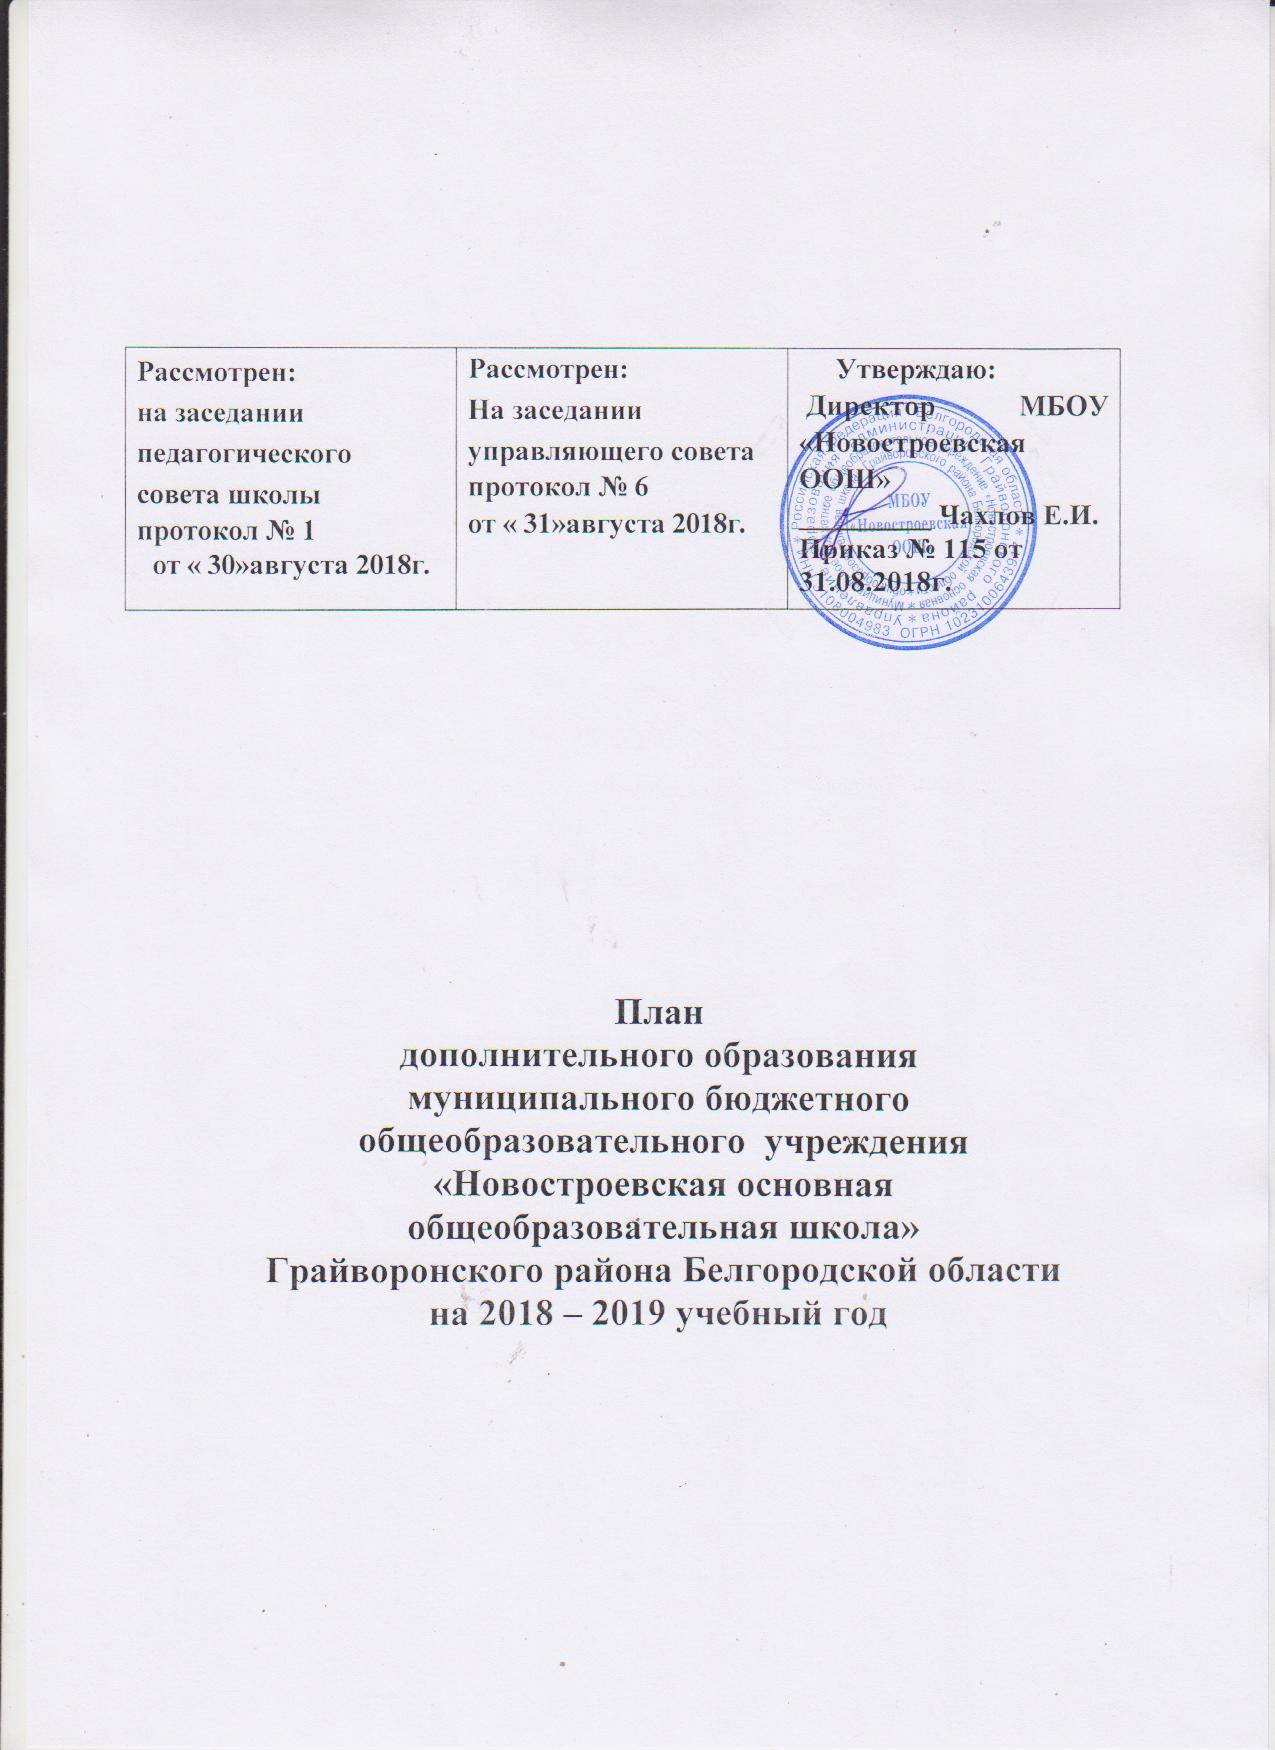 Рассмотрен:
на заседании
педагогического
совета школы
протокол № 1
от « 30»августа 2018г.
Рассмотрен:
На заседании
управляющего совета
протокол № 6
от « 31»августа 2018г.
Утверждаю:
Директор МБОУ
«Новостроевская
ООШ»
Чахлов Е.И.
Приказ № 115 от
31.08.2018г.
МБОУ
«Новостроевская
ООШ»
План
дополнительного образования
муниципального бюджетного
общеобразовательного учреждения
«Новостроевская основная
общеобразовательная школа»
Грайворонского района Белгородской области
на 2018 – 2019 учебный год